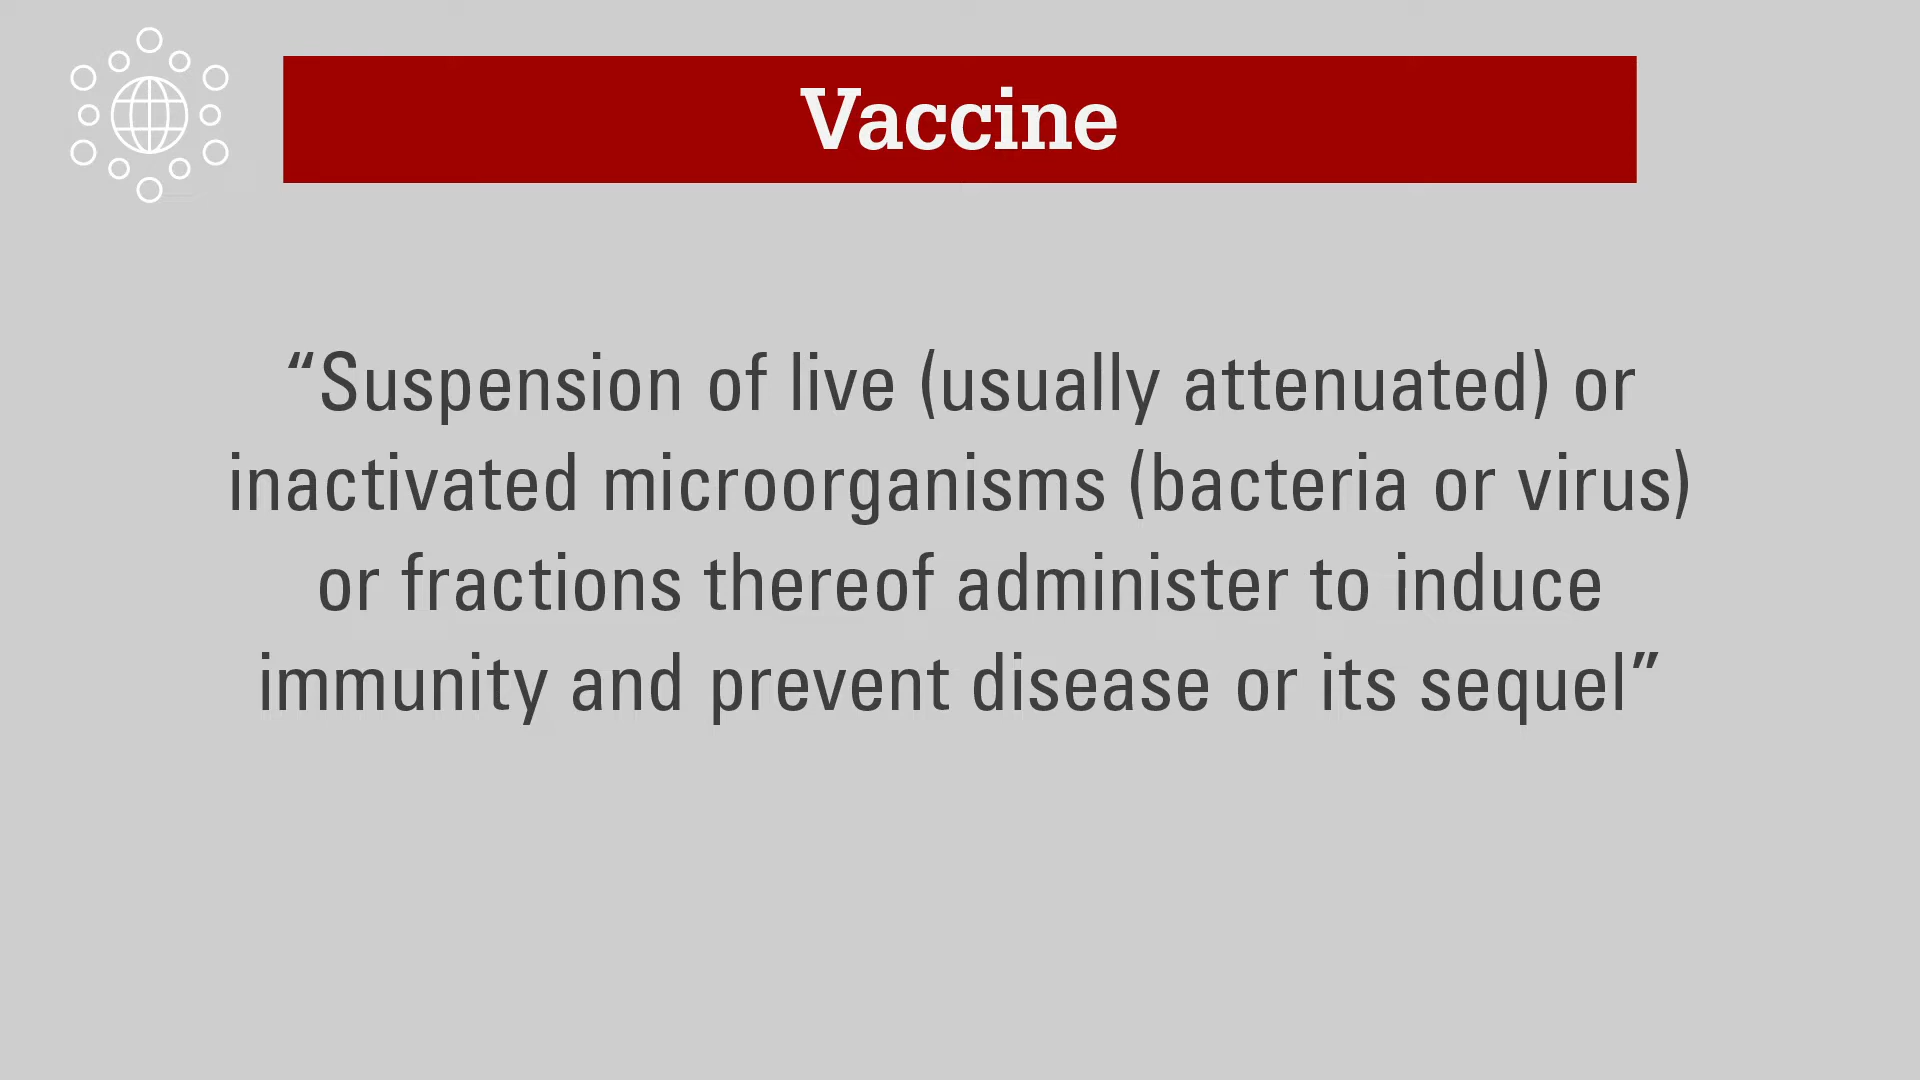 Vaccine
“Suspension of live (usually attenuated) or
inactivated microorganisms (bacteria or virus)
or fractions thereof administer to induce
immunity and prevent disease or its sequel”